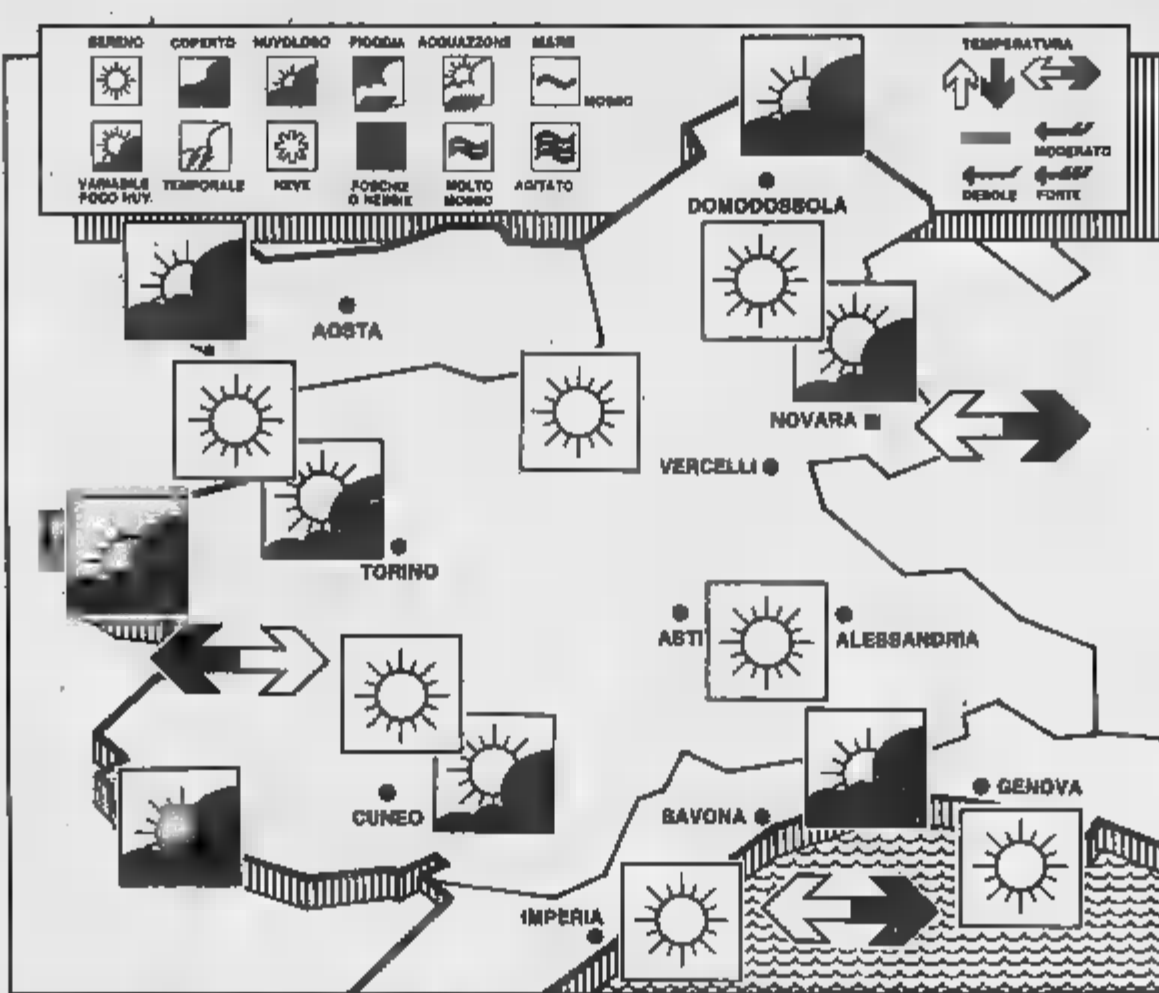 SERENO COPERTO NUVOLOSO PIOGGIA ACQUAZZONE MARE
MOSSO
VARIABILE POCO NUV. TEMPORALE NEVE FOSCHIE O NEBBIE MOLTO MOSSO AGITATO
TEMPERATURA
MODERATO
DEBOLE FORTE
DOMODOSSOLA
AOSTA
NOVARA
VERCELLI
TORINO
ASTI
ALESSANDRIA
CUNEO
SAVONA
GENOVA
IMPERIA